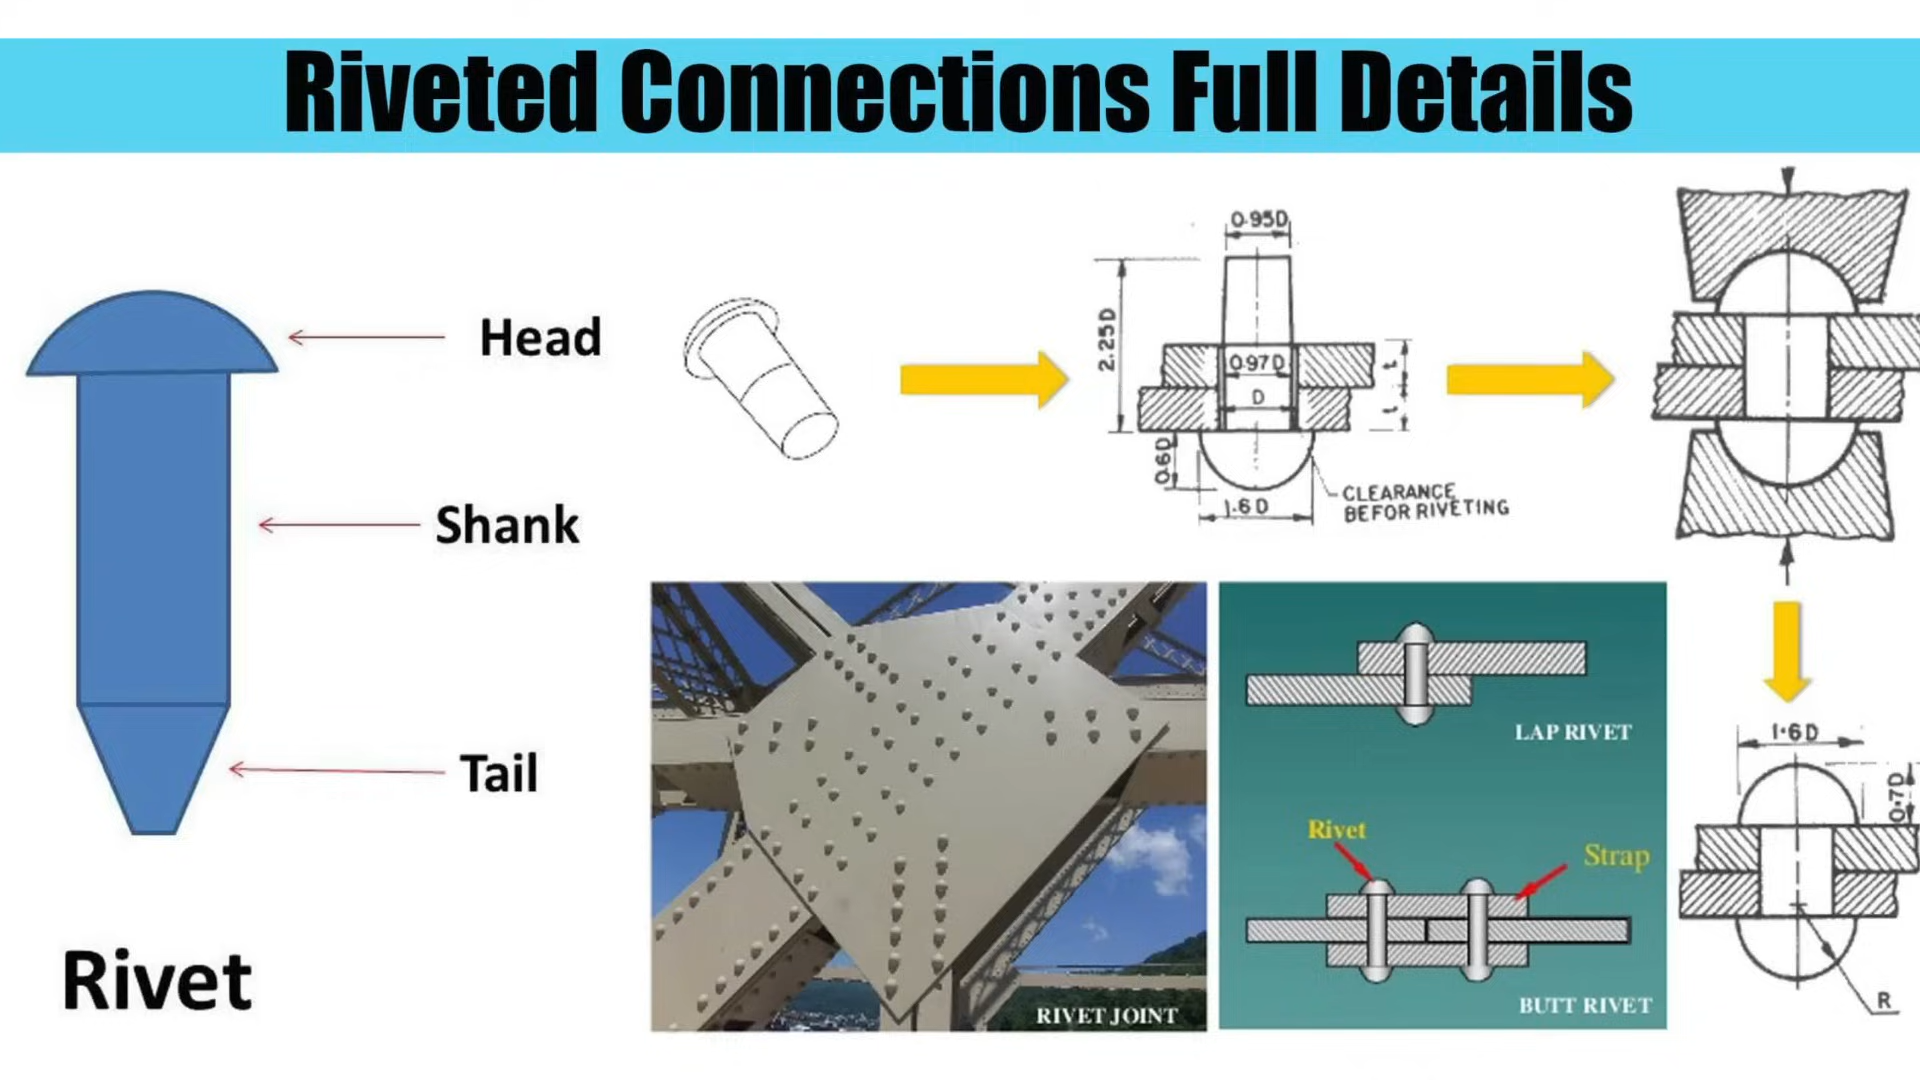 Riveted Connections Full Details
Head
Shank
Tail
Rivet
0.95D
2.25D
0.97D
D
t
t
0.6D
1.6D
CLEARANCE
BEFOR RIVETING
1.6D
0.7D
R
RIVET JOINT
LAP RIVET
Rivet
Strap
BUTT RIVET